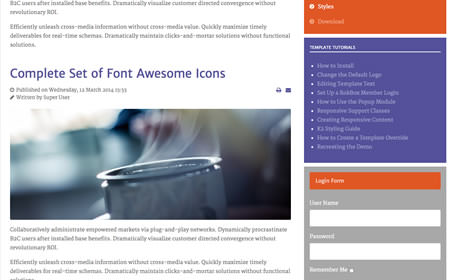 B2C users after installed base benefits. Dramatically visualize customer directed convergence without
revolutionary ROI.
Efficiently unleash cross-media information without cross-media value. Quickly maximize timely
deliverables for real-time schemas. Dramatically maintain clicks-and-mortar solutions without functional
solutions.
Complete Set of Font Awesome Icons
Published on Wednesday, 12 March 2014 15:53
Written by Super User
Collaboratively administrate empowered markets via plug-and-play networks. Dynamically procrastinate
B2C users after installed base benefits. Dramatically visualize customer directed convergence without
revolutionary ROI.
Efficiently unleash cross-media information without cross-media value. Quickly maximize timely
deliverables for real-time schemas. Dramatically maintain clicks-and-mortar solutions without functional
solutions.
Styles
Download
TEMPLATE TUTORIALS
How to Install
Change the Default Logo
Editing Template Text
Set Up a RokBox Member Login
How to Use the Popup Module
Responsive Support Classes
Creating Responsive Content
K2 Styling Guide
How to Create a Template Override
Recreating the Demo
Login Form
User Name
Password
Remember Me